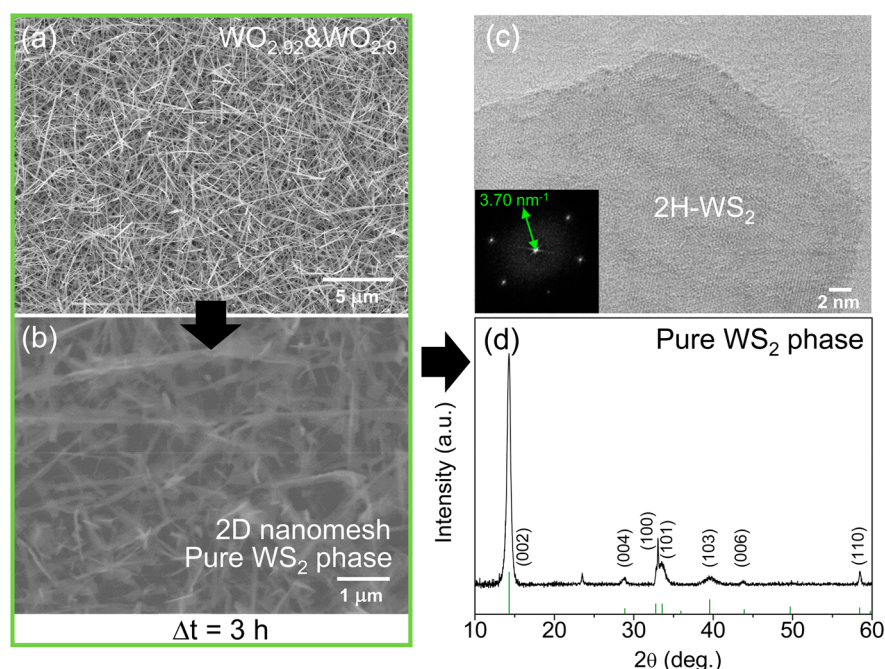 (a)
WO2.92&WO2.9
5 µm
(b)
2D nanomesh
Pure WS2 phase
1 µm
Δt = 3 h
(c)
3.70 nm-1
2H-WS2
2 nm
(d)
Pure WS2 phase
Intensity (a.u.)
(002)
(004)
(100)
(101)
(103)
(006)
(110)
10 20 30 40 50 60
2θ (deg.)